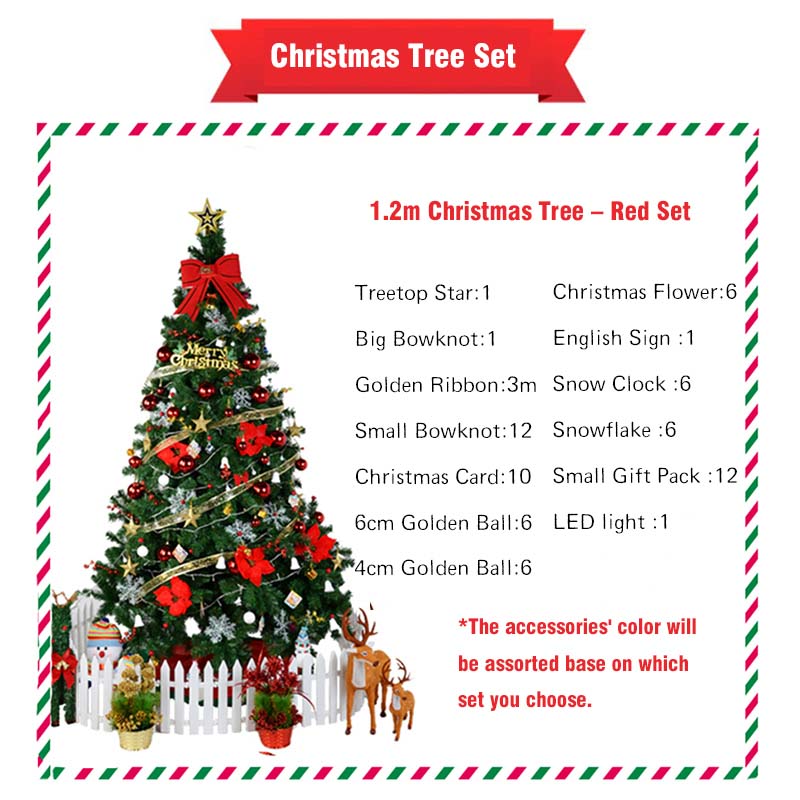 Christmas Tree Set
1.2m Christmas Tree – Red Set
Treetop Star:1
Big Bowknot:1
Golden Ribbon:3m
Small Bowknot:12
Christmas Card:10
6cm Golden Ball:6
4cm Golden Ball:6
Christmas Flower:6
English Sign :1
Snow Clock :6
Snowflake :6
Small Gift Pack :12
LED light :1
*The accessories' color will
be assorted base on which
set you choose.
Merry
Christmas